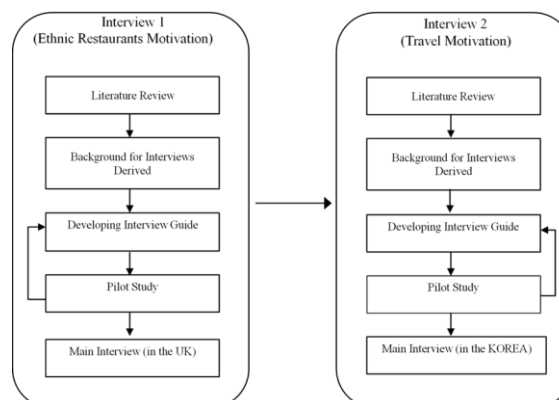 Interview 1
(Ethnic Restaurants Motivation)
Literature Review
Background for Interviews
Derived
Developing Interview Guide
Pilot Study
Main Interview (in the UK)
Interview 2
(Travel Motivation)
Literature Review
Background for Interviews
Derived
Developing Interview Guide
Pilot Study
Main Interview (in the KOREA)